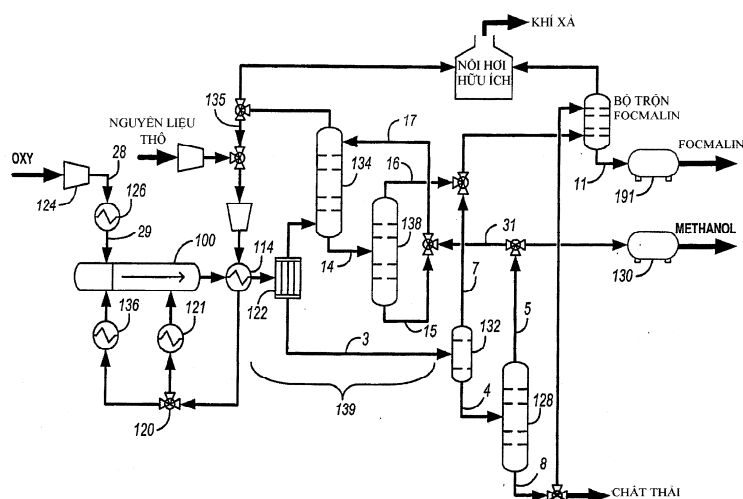 KHÍ XẢ
NỒI HƠI
HỮU ÍCH
BỘ TRỘN
FOCMALIN
135
NGUYÊN LIỆU
THÔ
17
16
134
OXY
28
124
126
29
11
FOCMALIN
191
138
31
METHANOL
130
100
114
14
122
7
5
15
136
121
3
132
139
4
128
120
8
CHẤT THẢI